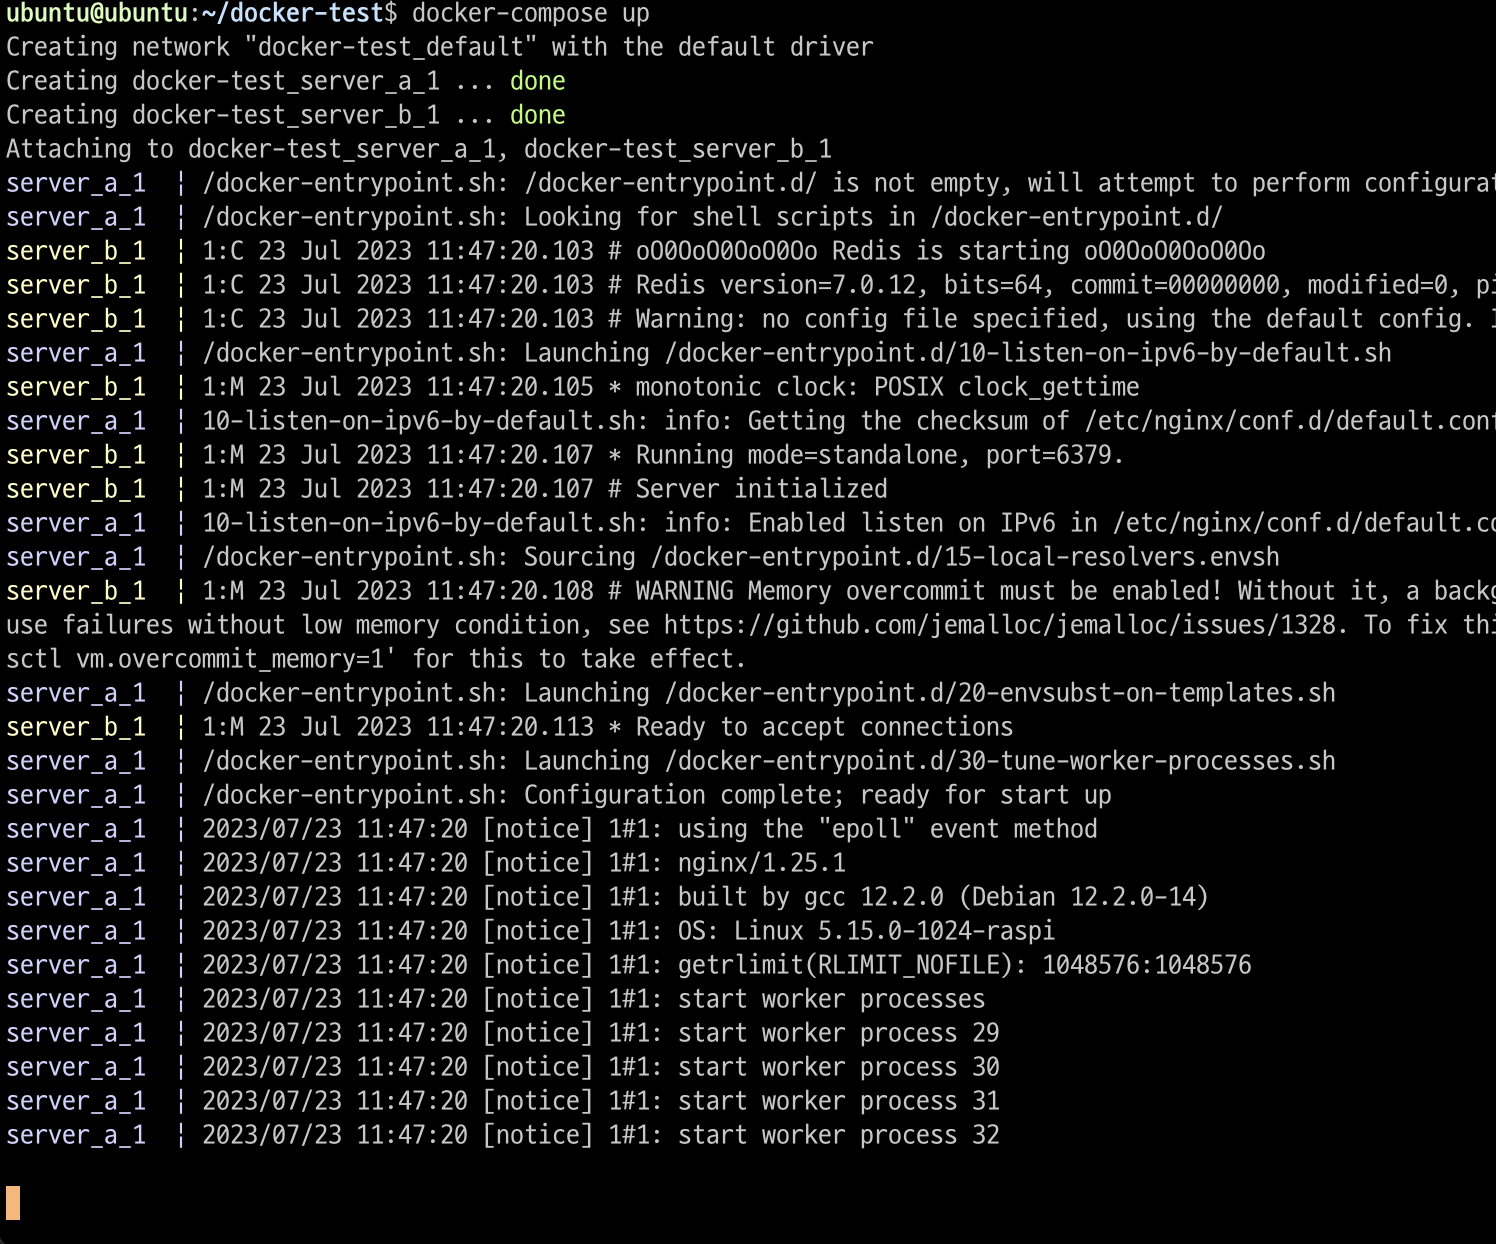 ubuntu@ubuntu:~/docker-test$ docker-compose up
Creating network "docker-test_default" with the default driver
Creating docker-test_server_a_1 ... done
Creating docker-test_server_b_1 ... done
Attaching to docker-test_server_a_1, docker-test_server_b_1
server_a_1  ¦ /docker-entrypoint.sh: /docker-entrypoint.d/ is not empty, will attempt to perform
server_a_1  ¦ /docker-entrypoint.sh: Looking for shell scripts in /docker-entrypoint.d/
server_b_1  ¦ 1:C 23 Jul 2023 11:47:20.103 # oO0OoO0OoO0Oo Redis is starting oO0OoO0OoO0Oo
server_b_1  ¦ 1:C 23 Jul 2023 11:47:20.103 # Redis version=7.0.12, bits=64, commit=00000000, modified=0,
server_b_1  ¦ 1:C 23 Jul 2023 11:47:20.103 # Warning: no config file specified, using the default config.
server_a_1  ¦ /docker-entrypoint.sh: Launching /docker-entrypoint.d/10-listen-on-ipv6-by-default.sh
server_b_1  ¦ 1:M 23 Jul 2023 11:47:20.105 * monotonic clock: POSIX clock_gettime
server_a_1  ¦ 10-listen-on-ipv6-by-default.sh: info: Getting the checksum of /etc/nginx/conf.d/default.conf
server_b_1  ¦ 1:M 23 Jul 2023 11:47:20.107 * Running mode=standalone, port=6379.
server_b_1  ¦ 1:M 23 Jul 2023 11:47:20.107 # Server initialized
server_a_1  ¦ 10-listen-on-ipv6-by-default.sh: info: Enabled listen on IPv6 in /etc/nginx/conf.d/default.co
server_a_1  ¦ /docker-entrypoint.sh: Sourcing /docker-entrypoint.d/15-local-resolvers.envsh
server_b_1  ¦ 1:M 23 Jul 2023 11:47:20.108 # WARNING Memory overcommit must be enabled! Without it, a
use failures without low memory condition, see https://github.com/jemalloc/jemalloc/issues/1328. To fix
sctl vm.overcommit_memory=1' for this to take effect.
server_a_1  ¦ /docker-entrypoint.sh: Launching /docker-entrypoint.d/20-envsubst-on-templates.sh
server_b_1  ¦ 1:M 23 Jul 2023 11:47:20.113 * Ready to accept connections
server_a_1  ¦ /docker-entrypoint.sh: Launching /docker-entrypoint.d/30-tune-worker-processes.sh
server_a_1  ¦ /docker-entrypoint.sh: Configuration complete; ready for start up
server_a_1  ¦ 2023/07/23 11:47:20 [notice] 1#1: using the "epoll" event method
server_a_1  ¦ 2023/07/23 11:47:20 [notice] 1#1: nginx/1.25.1
server_a_1  ¦ 2023/07/23 11:47:20 [notice] 1#1: built by gcc 12.2.0 (Debian 12.2.0-14)
server_a_1  ¦ 2023/07/23 11:47:20 [notice] 1#1: OS: Linux 5.15.0-1024-raspi
server_a_1  ¦ 2023/07/23 11:47:20 [notice] 1#1: getrlimit(RLIMIT_NOFILE): 1048576:1048576
server_a_1  ¦ 2023/07/23 11:47:20 [notice] 1#1: start worker processes
server_a_1  ¦ 2023/07/23 11:47:20 [notice] 1#1: start worker process 29
server_a_1  ¦ 2023/07/23 11:47:20 [notice] 1#1: start worker process 30
server_a_1  ¦ 2023/07/23 11:47:20 [notice] 1#1: start worker process 31
server_a_1  ¦ 2023/07/23 11:47:20 [notice] 1#1: start worker process 32